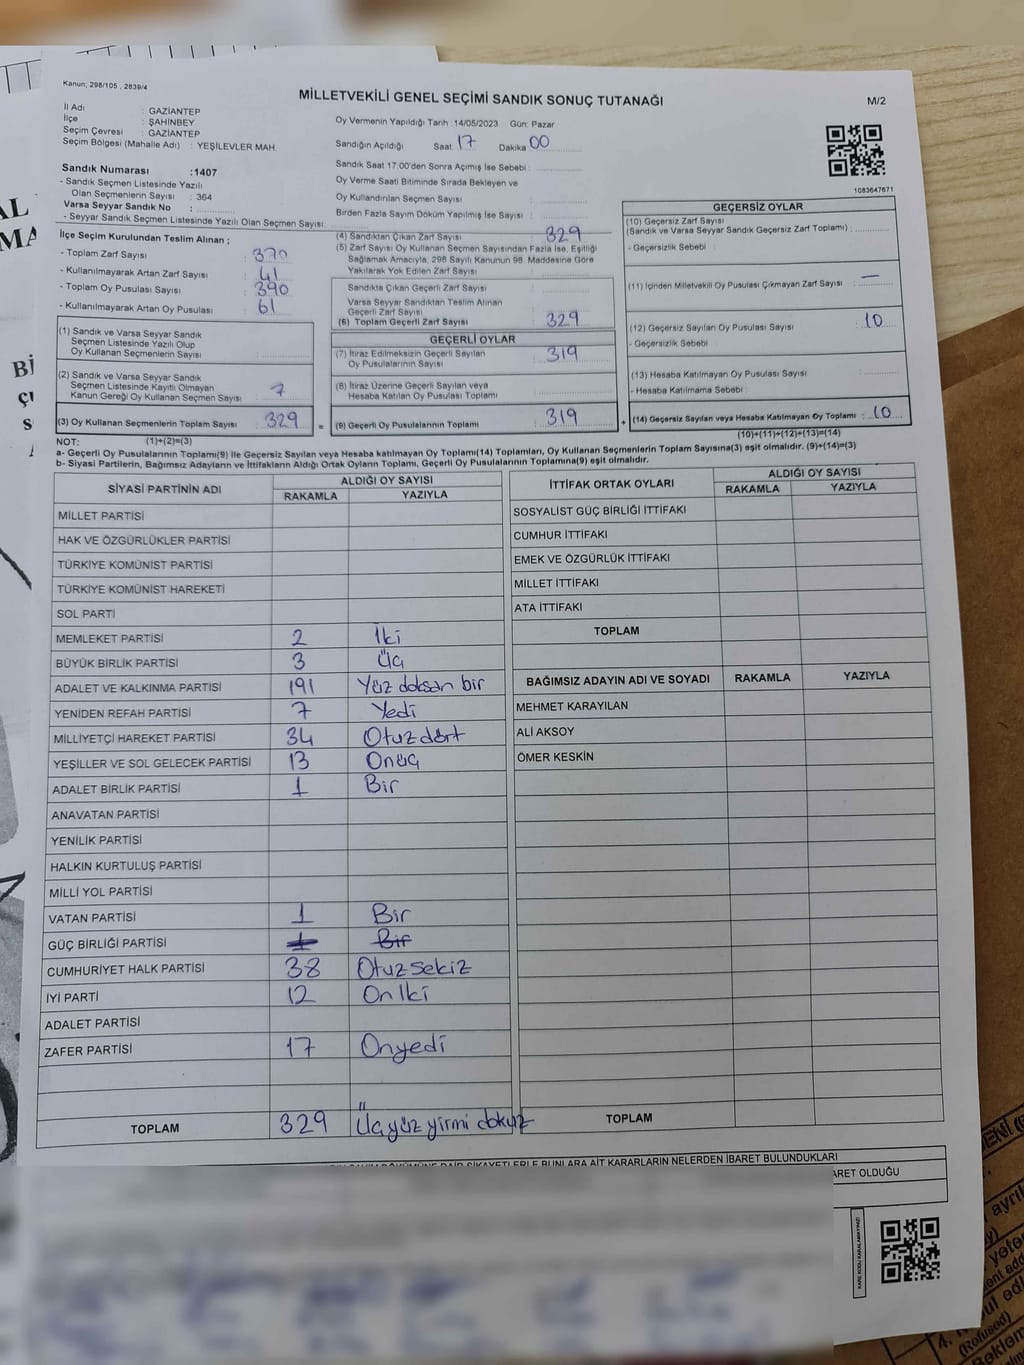 Kanun; 298/105 , 2839/4
MİLLETVEKİLİ GENEL SEÇİMİ SANDIK SONUÇ TUTANAĞI
M/2
İl Adı : GAZİANTEP
İlçe : ŞAHİNBEY
Seçim Çevresi : GAZİANTEP
Seçim Bölgesi (Mahalle Adı) : YEŞİLEVLER MAH.
Oy Vermenin Yapıldığı Tarih :14/05/2023 Gün: Pazar
Sandığın Açıldığı Saat: 17 Dakika 00
Sandık Saat 17.00'den Sonra Açımış İse Sebebi :
Oy Verme Saati Bitiminde Sırada Bekleyen ve
Oy Kullandırılan Seçmen Sayısı :
Birden Fazla Sayım Döküm Yapılmış İse Sayısı :
1083647671
Sandık Numarası :1407
- Sandık Seçmen Listesinde Yazılı
Olan Seçmenlerin Sayısı : 364
Varsa Seyyar Sandık No :
- Seyyar Sandık Seçmen Listesinde Yazılı Olan Seçmen Sayısı:
İlçe Seçim Kurulundan Teslim Alınan ;
- Toplam Zarf Sayısı : 370
- Kullanılmayarak Artan Zarf Sayısı : 41
- Toplam Oy Pusulası Sayısı : 390
- Kullanılmayarak Artan Oy Pusulası : 61
(1) Sandık ve Varsa Seyyar Sandık
Seçmen Listesinde Yazılı Olup
Oy Kullanan Seçmenlerin Sayısı :
(2) Sandık ve Varsa Seyyar Sandık
Seçmen Listesinde Kayıtlı Olmayan
Kanun Gereği Oy Kullanan Seçmen Sayısı : 7
(3) Oy Kullanan Seçmenlerin Toplam Sayısı : 329
(4) Sandıktan Çıkan Zarf Sayısı : 329
(5) Zarf Sayısı Oy Kullanan Seçmen Sayısından Fazla İse, Eşitliği
Sağlamak Amacıyla, 298 Sayılı Kanunun 98. Maddesine Göre
Yakılarak Yok Edilen Zarf Sayısı :
Sandıkta Çıkan Geçerli Zarf Sayısı :
Varsa Seyyar Sandıktan Teslim Alınan
Geçerli Zarf Sayısı :
(6) Toplam Geçerli Zarf Sayısı : 329
GEÇERLİ OYLAR
(7) İtiraz Edilmeksizin Geçerli Sayılan
Oy Pusulalarının Sayısı : 319
(8) İtiraz Üzerine Geçerli Sayılan veya
Hesaba Katılan Oy Pusulası Toplamı :
= (9) Geçerli Oy Pusulalarının Toplamı : 319
GEÇERSİZ OYLAR
(10) Geçersiz Zarf Sayısı
(Sandık ve Varsa Seyyar Sandık Geçersiz Zarf Toplamı) :
- Geçersizlik Sebebi :
(11) İçinden Milletvekili Oy Pusulası Çıkmayan Zarf Sayısı : —
(12) Geçersiz Sayılan Oy Pusulası Sayısı : 10
- Geçersizlik Sebebi :
(13) Hesaba Katılmayan Oy Pusulası Sayısı :
- Hesaba Katılmama Sebebi :
+ (14) Geçersiz Sayılan veya Hesaba Katılmayan Oy Toplamı : 10
(10)+(11)+(12)+(13)=(14)
NOT: (1)+(2)=(3)
a- Geçerli Oy Pusulalarının Toplamı(9) ile Geçersiz Sayılan veya Hesaba katılmayan Oy Toplamı(14) Toplamları, Oy Kullanan Seçmenlerin Toplam Sayısına(3) eşit olmalıdır. (9)+(14)=(3)
b- Siyasi Partilerin, Bağımsız Adayların ve İttifakların Aldığı Ortak Oyların Toplamı, Geçerli Oy Pusulalarının Toplamına(9) eşit olmalıdır.
SİYASİ PARTİNİN ADI ALDIĞI OY SAYISI
RAKAMLA YAZIYLA
MİLLET PARTİSİ
HAK VE ÖZGÜRLÜKLER PARTİSİ
TÜRKİYE KOMÜNİST PARTİSİ
TÜRKİYE KOMÜNİST HAREKETİ
SOL PARTİ
MEMLEKET PARTİSİ 2 İki
BÜYÜK BİRLİK PARTİSİ 3 Üç
ADALET VE KALKINMA PARTİSİ 191 Yüz doksan bir
YENİDEN REFAH PARTİSİ 7 Yedi
MİLLİYETÇİ HAREKET PARTİSİ 34 Otuz dört
YEŞİLLER VE SOL GELECEK PARTİSİ 13 Onüç
ADALET BİRLİK PARTİSİ 1 Bir
ANAVATAN PARTİSİ
YENİLİK PARTİSİ
HALKIN KURTULUŞ PARTİSİ
MİLLİ YOL PARTİSİ
VATAN PARTİSİ 1 Bir
GÜÇ BİRLİĞİ PARTİSİ 1 Bir
CUMHURİYET HALK PARTİSİ 38 Otuz sekiz
İYİ PARTİ 12 On İki
ADALET PARTİSİ
ZAFER PARTİSİ 17 Onyedi
TOPLAM 329 Üçyüz yirmi dokuz
İTTİFAK ORTAK OYLARI ALDIĞI OY SAYISI
RAKAMLA YAZIYLA
SOSYALİST GÜÇ BİRLİĞİ İTTİFAKI
CUMHUR İTTİFAKI
EMEK VE ÖZGÜRLÜK İTTİFAKI
MİLLET İTTİFAKI
ATA İTTİFAKI
TOPLAM
BAĞIMSIZ ADAYIN ADI VE SOYADI RAKAMLA YAZIYLA
MEHMET KARAYILAN
ALİ AKSOY
ÖMER KESKİN
TOPLAM
ŞİKAYETLERLE BUNLARA AİT KARARLARIN NELERDEN İBARET BULUNDUKLARI
OLDUĞU
KARE KODU KARALAMAYINIZ!
(Refused)